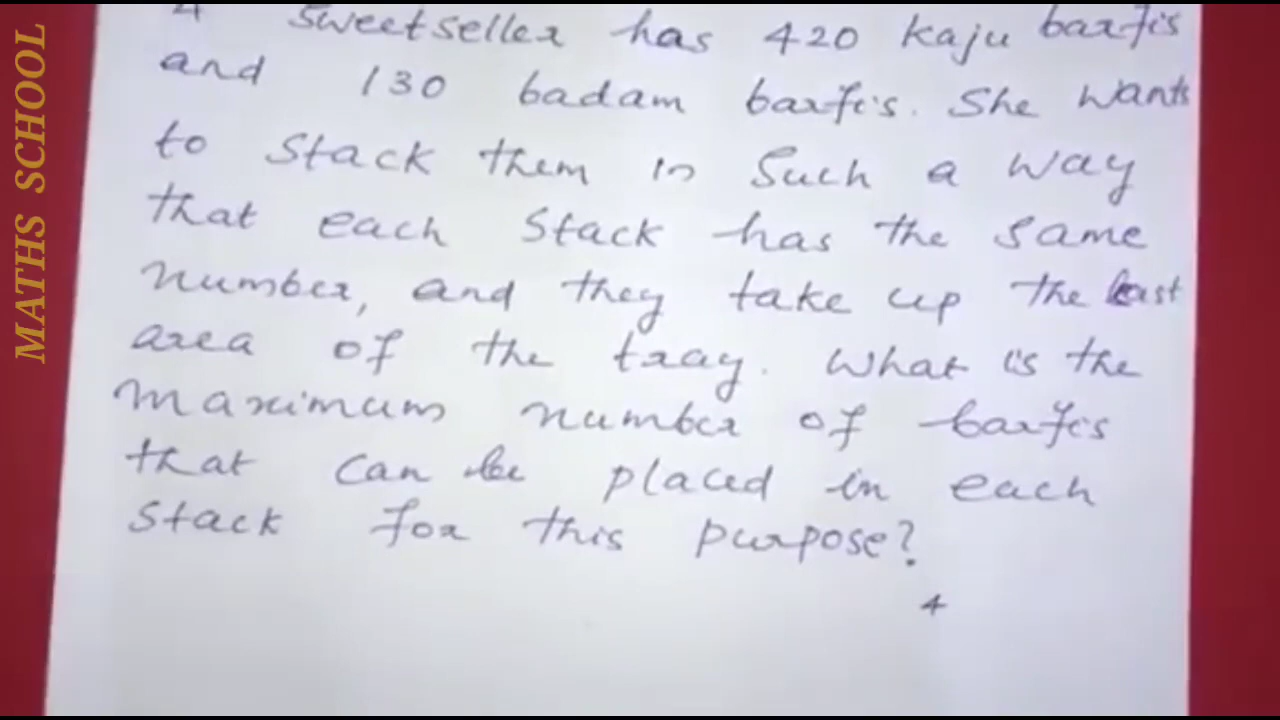 MATHS SCHOOL
A Sweetseller has 420 kaju barfis
and 130 badam barfis. She wants
to stack them in such a way
that each stack has the same
number, and they take up the least
area of the tray. What is the
maximum number of barfis
that can be placed in each
stack for this purpose?
4